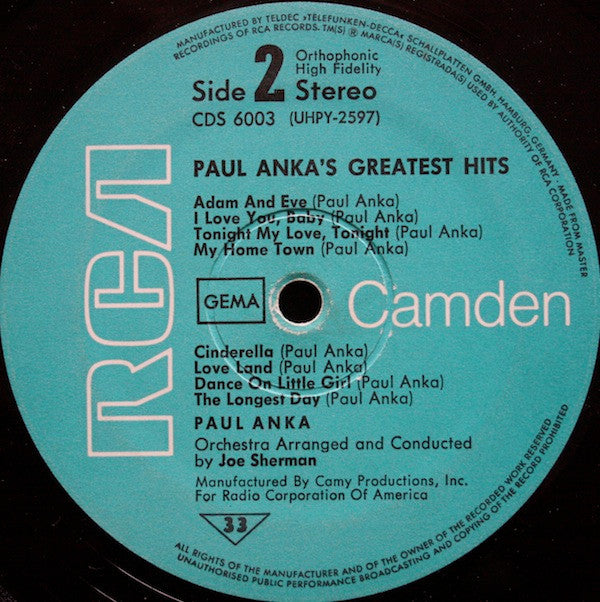 MANUFACTURED BY TELDEC »TELEFUNKEN-DECCA« SCHALLPLATTEN GMBH, HAMBURG, GERMANY - MADE FROM MASTER
RECORDINGS OF RCA RECORDS. TM(S) ® MARCA(S) REGISTRADA(S) USED BY AUTHORITY OF RCA CORPORATION
Side 2 Orthophonic
High Fidelity
Stereo
CDS 6003 (UHPY-2597)
RCA
PAUL ANKA'S GREATEST HITS
Adam And Eve (Paul Anka)
I Love You, Baby (Paul Anka)
Tonight My Love, Tonight (Paul Anka)
My Home Town (Paul Anka)
GEMA
Camden
Cinderella (Paul Anka)
Love Land (Paul Anka)
Dance On Little Girl (Paul Anka)
The Longest Day (Paul Anka)
PAUL ANKA
Orchestra Arranged and Conducted
by Joe Sherman
Manufactured By Camy Productions, Inc.
For Radio Corporation Of America
33
ALL RIGHTS OF THE MANUFACTURER AND OF THE OWNER OF THE RECORDED WORK RESERVED
UNAUTHORISED PUBLIC PERFORMANCE BROADCASTING AND COPYING OF THE RECORD PROHIBITED